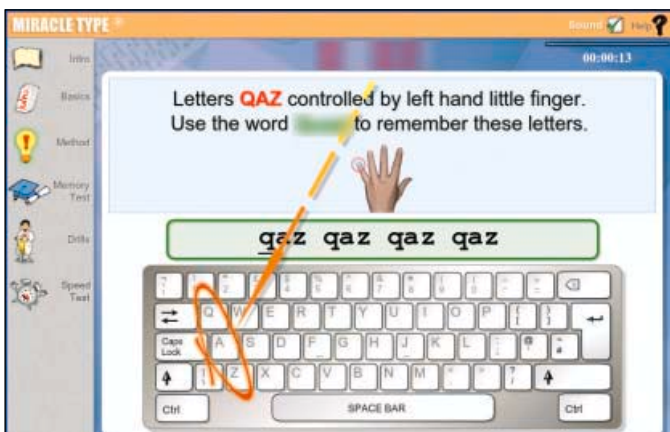 MIRACLE TYPE
Sound Help ?
00:00:13
Intro
Basics
Method
Memory
Test
Drills
Speed
Test
Letters QAZ controlled by left hand little finger.
Use the word to remember these letters.
qaz qaz qaz qaz
Q W E R T Y U I O P { [ } ]
Caps
Lock
A S D F G H J K L
Z X C V B N M
Ctrl SPACE BAR Ctrl